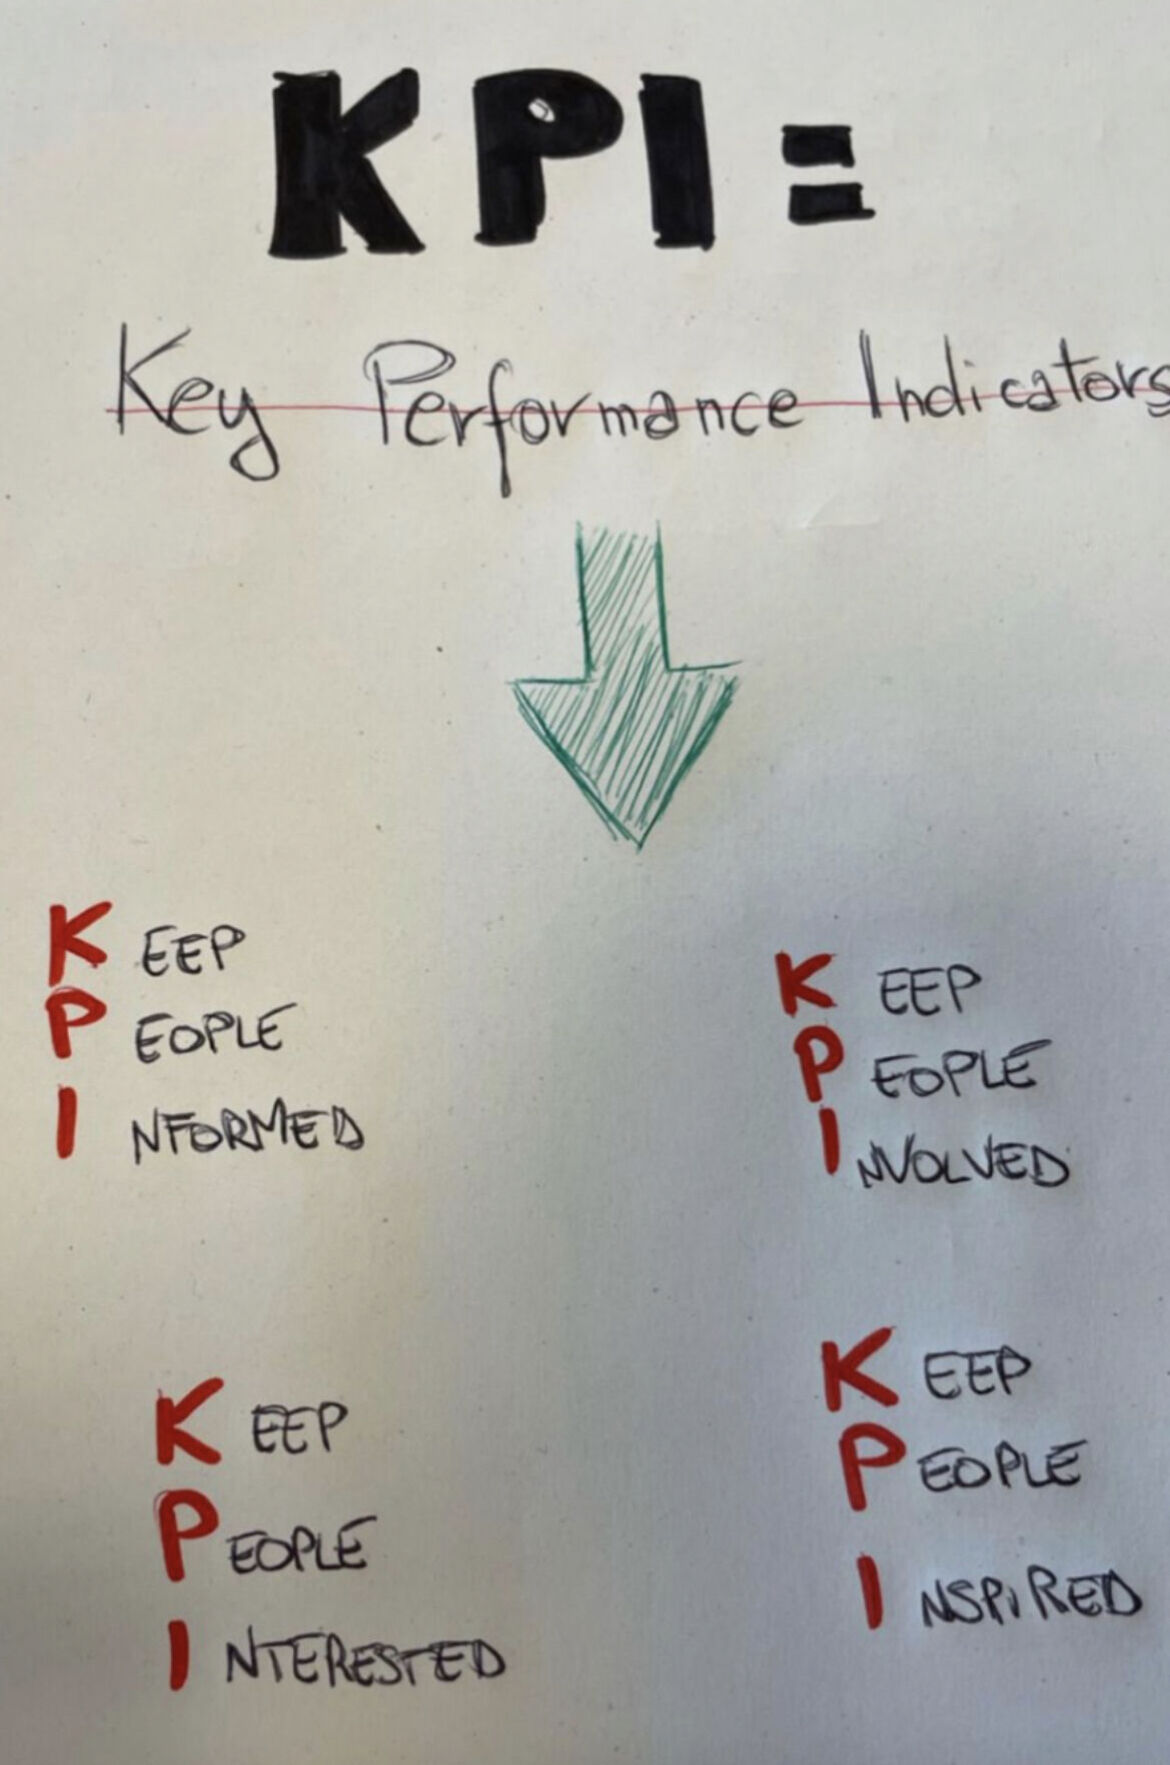 KPI =
Key Performance Indicators
KEEP
PEOPLE
INFORMED
KEEP
PEOPLE
INVOLVED
KEEP
PEOPLE
INTERESTED
KEEP
PEOPLE
INSPIRED